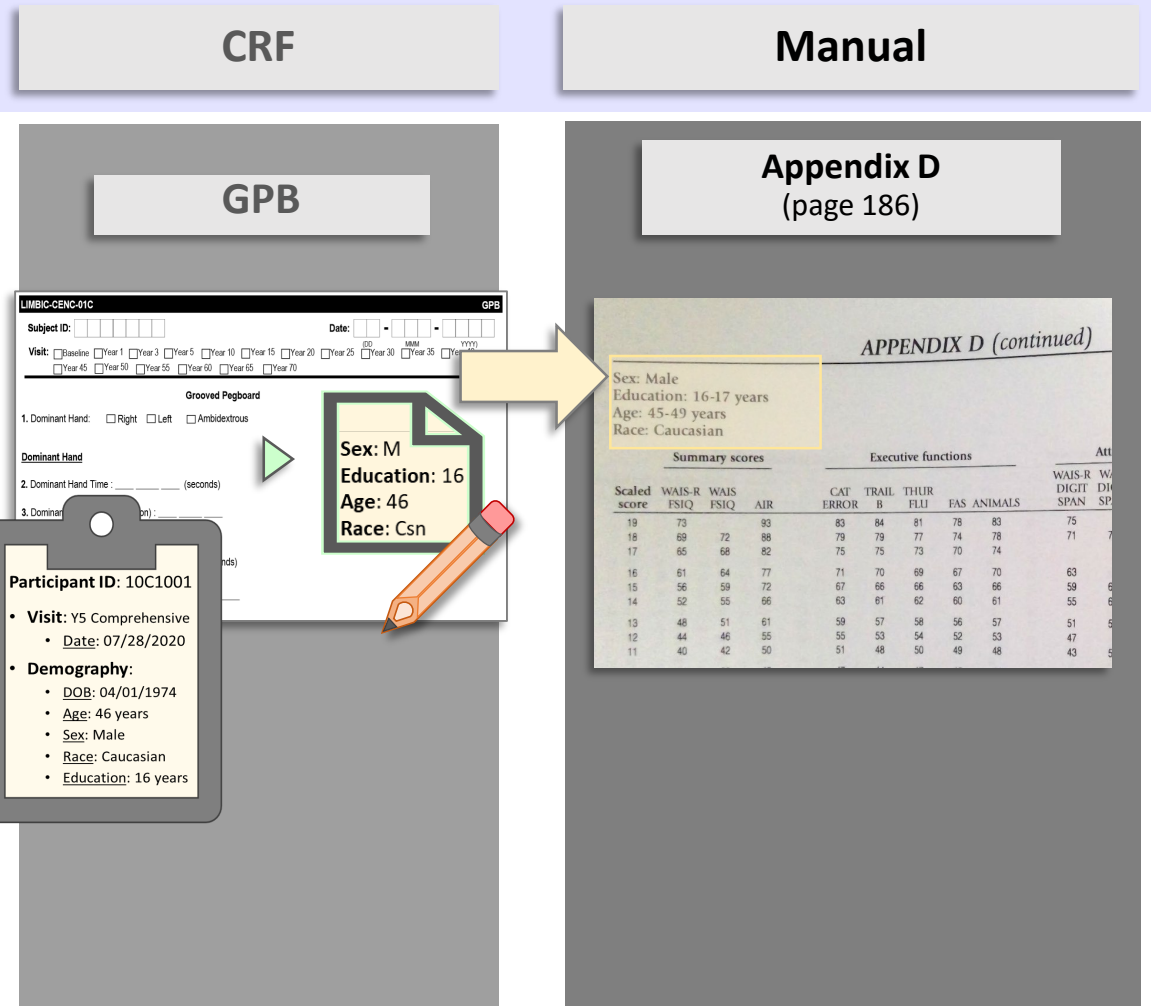 CRF
Manual
GPB
Appendix D
(page 186)
LIMBIC-CENC-01C GPB
Subject ID: Date: - -
(DD MMM YYYY)
Visit: Baseline Year 1 Year 3 Year 5 Year 10 Year 15 Year 20 Year 25 Year 30 Year 35
Year 45 Year 50 Year 55 Year 60 Year 65 Year 70
Grooved Pegboard
1. Dominant Hand: Right Left Ambidextrous
Dominant Hand
2. Dominant Hand Time : ____ ____ ____ (seconds)
3.
Sex: M
Education: 16
Age: 46
Race: Csn
Participant ID: 10C1001
• Visit: Y5 Comprehensive
• Date: 07/28/2020
• Demography:
• DOB: 04/01/1974
• Age: 46 years
• Sex: Male
• Race: Caucasian
• Education: 16 years
APPENDIX D (continued)
Sex: Male
Education: 16-17 years
Age: 45-49 years
Race: Caucasian
Summary scores Executive functions
Scaled score WAIS-R FSIQ WAIS FSIQ AIR CAT ERROR TRAIL B THUR FLU FAS ANIMALS WAIS-R DIGIT SPAN
19 73 93 83 84 81 78 83 75
18 69 72 88 79 79 77 74 78 71
17 65 68 82 75 75 73 70 74
16 61 64 77 71 70 69 67 70 63
15 56 59 72 67 66 66 63 66 59
14 52 55 66 63 61 62 60 61 55
13 48 51 61 59 57 58 56 57 51
12 44 46 55 55 53 54 52 53 47
11 40 42 50 51 48 50 49 48 43